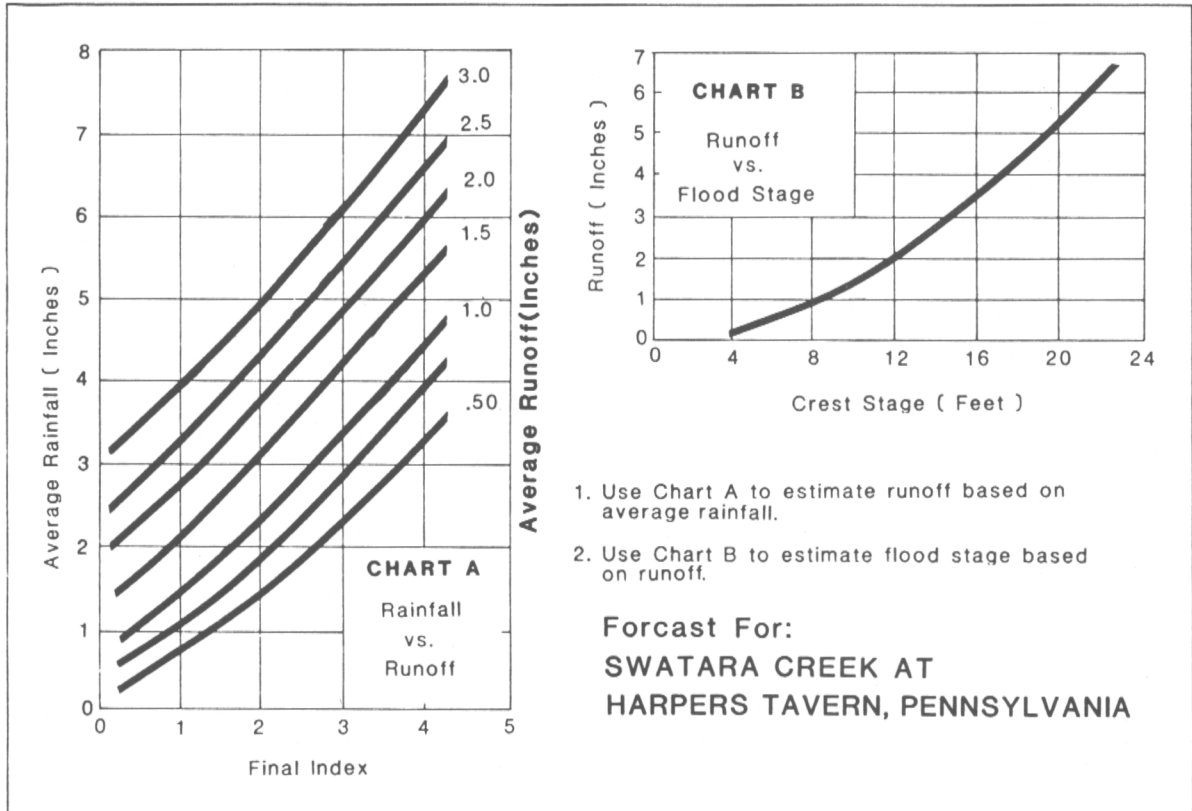 8
7
6
5
4
3
2
1
0
0 1 2 3 4 5
Average Rainfall ( Inches )
Final Index
3.0
2.5
2.0
1.5
1.0
.50
Average Runoff(Inches)
CHART A
Rainfall
vs.
Runoff
7
6
5
4
3
2
1
0
0 4 8 12 16 20 24
Runoff ( Inches )
Crest Stage ( Feet )
CHART B
Runoff
vs.
Flood Stage
1. Use Chart A to estimate runoff based on
average rainfall.
2. Use Chart B to estimate flood stage based
on runoff.
Forcast For:
SWATARA CREEK AT
HARPERS TAVERN, PENNSYLVANIA